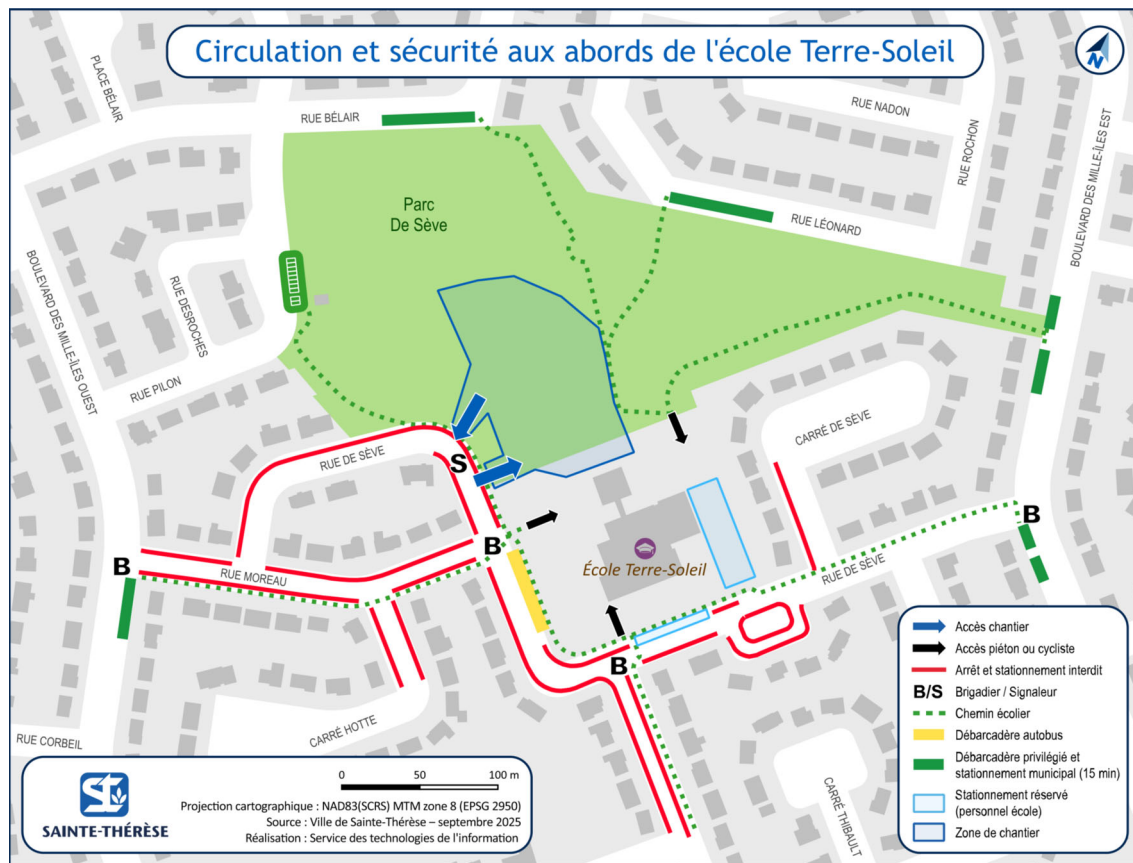 Circulation et sécurité aux abords de l'école Terre-Soleil
N
PLACE BÉLAIR
RUE BÉLAIR
RUE NADON
RUE ROCHON
BOULEVARD DES MILLE-ÎLES EST
Parc
De Sève
RUE LÉONARD
BOULEVARD DES MILLE-ÎLES OUEST
RUE DESROCHES
RUE PILON
CARRÉ DE SÈVE
RUE DE SÈVE
S
B
B
B
RUE MOREAU
École Terre-Soleil
RUE DE SÈVE
B
CARRÉ HOTTE
RUE CORBEIL
CARRÉ THIBAULT
Accès chantier
Accès piéton ou cycliste
Arrêt et stationnement interdit
B/S Brigadier / Signaleur
Chemin écolier
Débarcadère autobus
Débarcadère privilégié et
stationnement municipal (15 min)
Stationnement réservé
(personnel école)
Zone de chantier
SAINTE-THÉRÈSE
0 50 100 m
Projection cartographique : NAD83(SCRS) MTM zone 8 (EPSG 2950)
Source : Ville de Sainte-Thérèse – septembre 2025
Réalisation : Service des technologies de l'information